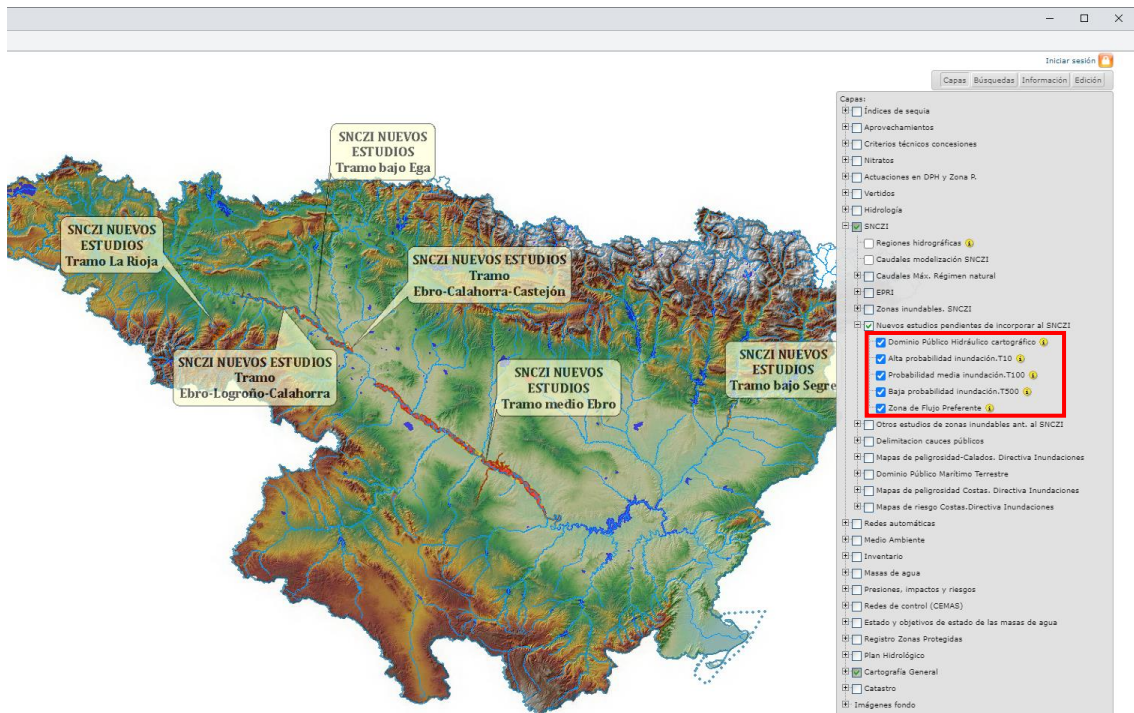 Iniciar sesión
Capas Búsquedas Información Edición
Capas:
Índices de sequia
Aprovechamientos
Criterios técnicos concesiones
Nitratos
Actuaciones en DPH y Zona P.
Vertidos
Hidrología
SNCZI
Regiones hidrográficas
Caudales modelización SNCZI
Caudales Máx. Régimen natural
EPRI
Zonas inundables. SNCZI
Nuevos estudios pendientes de incorporar al SNCZI
Dominio Público Hidráulico cartográfico
Alta probabilidad inundación.T10
Probabilidad media inundación.T100
Baja probabilidad inundación.T500
Zona de Flujo Preferente
Otros estudios de zonas inundables ant. al SNCZI
Delimitacion cauces públicos
Mapas de peligrosidad-Calados. Directiva Inundaciones
Dominio Público Marítimo Terrestre
Mapas de peligrosidad Costas. Directiva Inundaciones
Mapas de riesgo Costas.Directiva Inundaciones
Redes automáticas
Medio Ambiente
Inventario
Masas de agua
Presiones, impactos y riesgos
Redes de control (CEMAS)
Estado y objetivos de estado de las masas de agua
Registro Zonas Protegidas
Plan Hidrológico
Cartografía General
Catastro
Imágenes fondo
SNCZI NUEVOS
ESTUDIOS
Tramo bajo Ega
SNCZI NUEVOS
ESTUDIOS
Tramo La Rioja
SNCZI NUEVOS ESTUDIOS
Tramo
Ebro-Calahorra-Castejón
SNCZI NUEVOS ESTUDIOS
Tramo
Ebro-Logroño-Calahorra
SNCZI NUEVOS
ESTUDIOS
Tramo medio Ebro
SNCZI NUEVOS
ESTUDIOS
Tramo bajo Segre